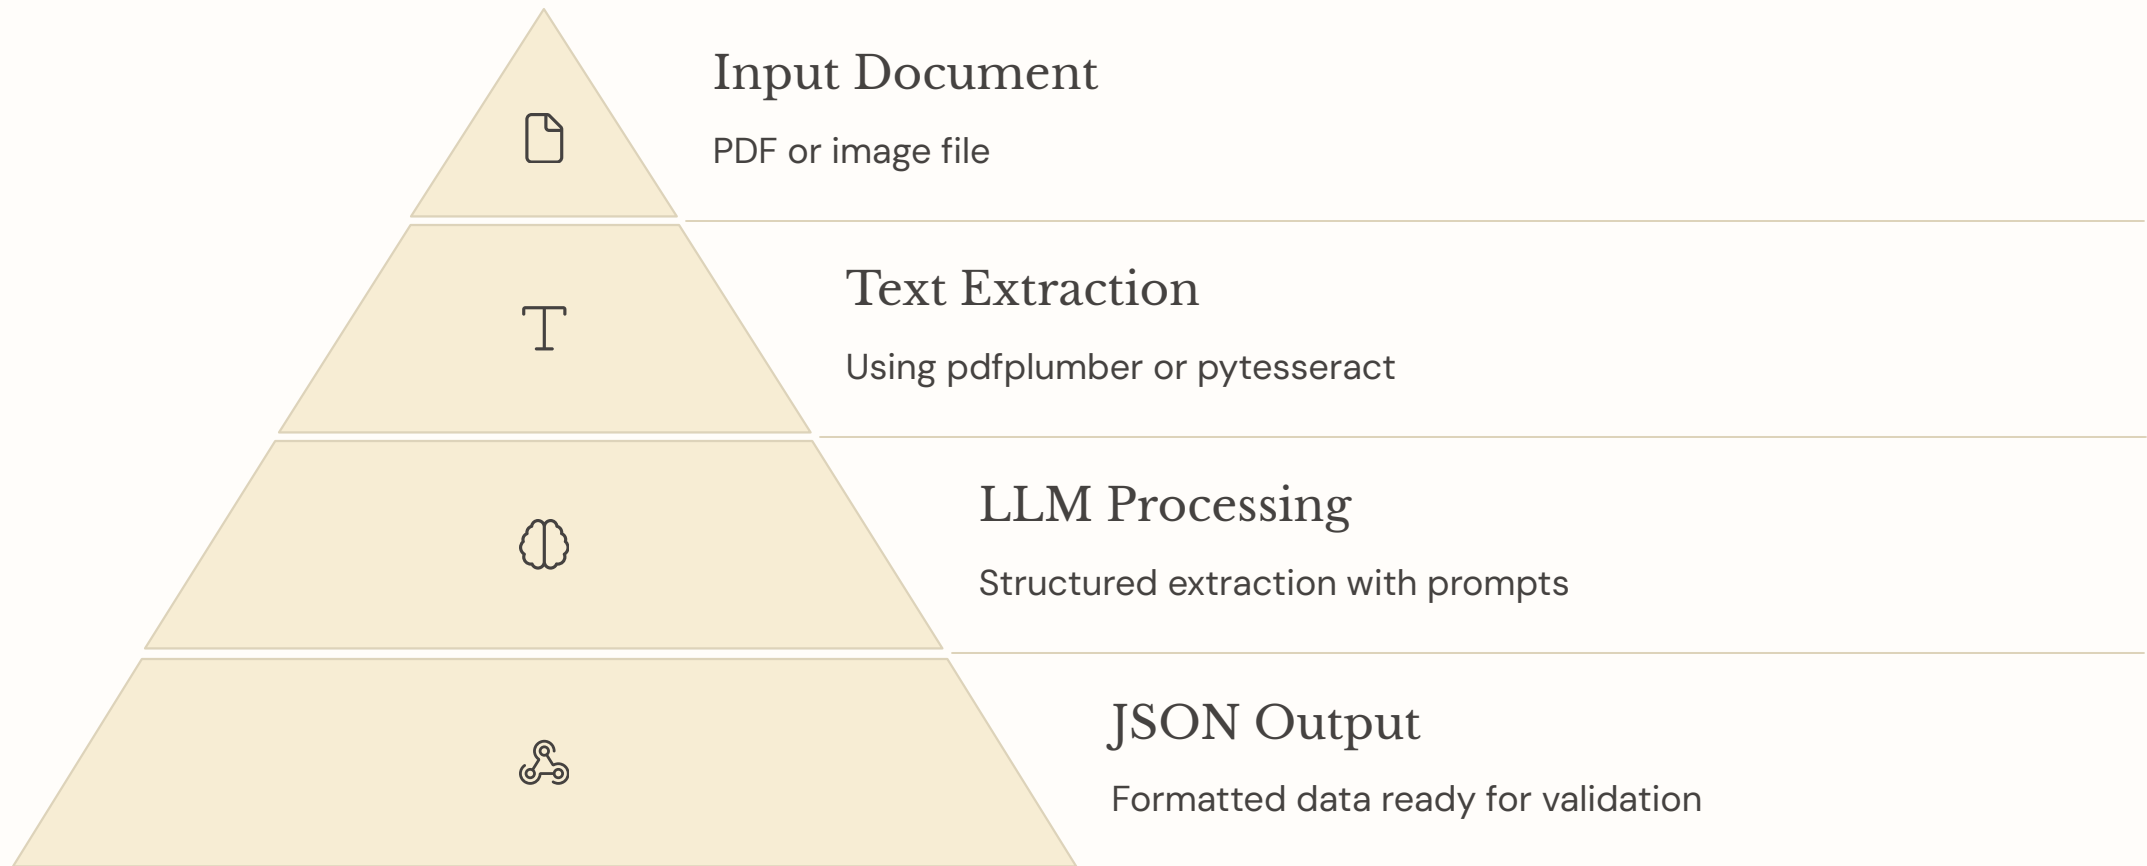 Input Document
PDF or image file
Text Extraction
Using pdfplumber or pytesseract
LLM Processing
Structured extraction with prompts
JSON Output
Formatted data ready for validation